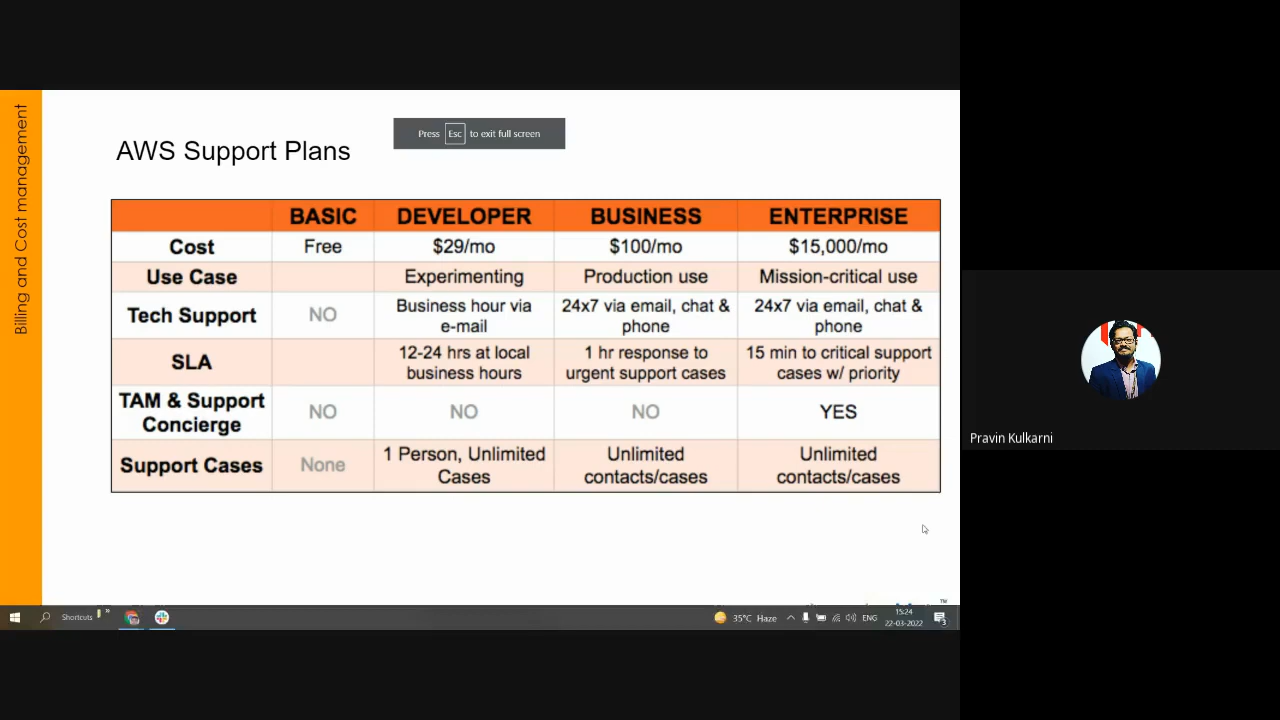 Billing and Cost management
Press Esc to exit full screen
AWS Support Plans
BASIC DEVELOPER BUSINESS ENTERPRISE
Cost Free $29/mo $100/mo $15,000/mo
Use Case Experimenting Production use Mission-critical use
Tech Support NO Business hour via e-mail 24x7 via email, chat & phone 24x7 via email, chat & phone
SLA 12-24 hrs at local business hours 1 hr response to urgent support cases 15 min to critical support cases w/ priority
TAM & Support Concierge NO NO NO YES
Support Cases None 1 Person, Unlimited Cases Unlimited contacts/cases Unlimited contacts/cases
Pravin Kulkarni
TM
Shortcuts » 35°C Haze ENG 15:24
22-03-2022 3